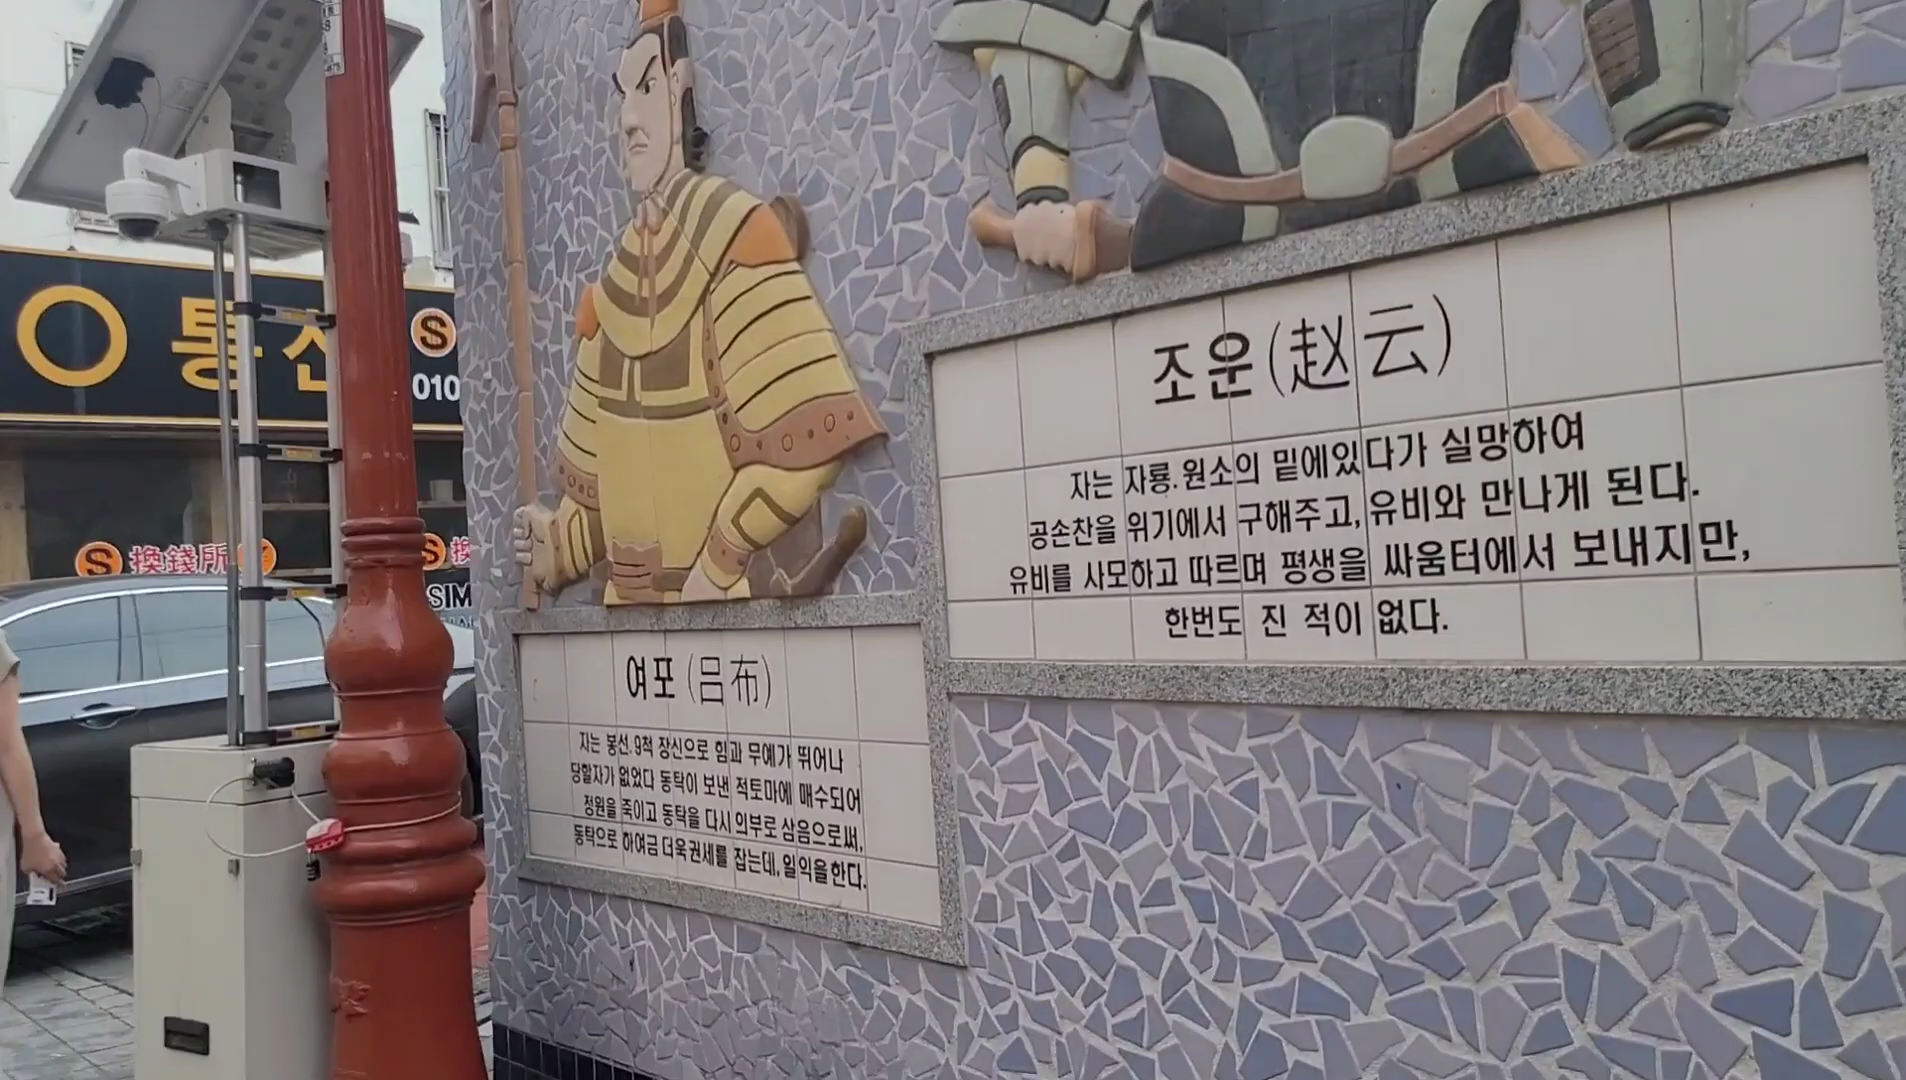 통신
S
010
S 換錢所
S 換
SIM
조운(赵云)
자는 자룡.원소의 밑에있다가 실망하여
공손찬을 위기에서 구해주고,유비와 만나게 된다.
유비를 사모하고 따르며 평생을 싸움터에서 보내지만,
한번도 진 적이 없다.
여포(吕布)
자는 봉선.9척 장신으로 힘과 무예가 뛰어나
당할자가 없었다 동탁이 보낸 적토마에 매수되어
정원을 죽이고 동탁을 다시 의부로 삼음으로써,
동탁으로 하여금 더욱권세를 잡는데,일익을한다.